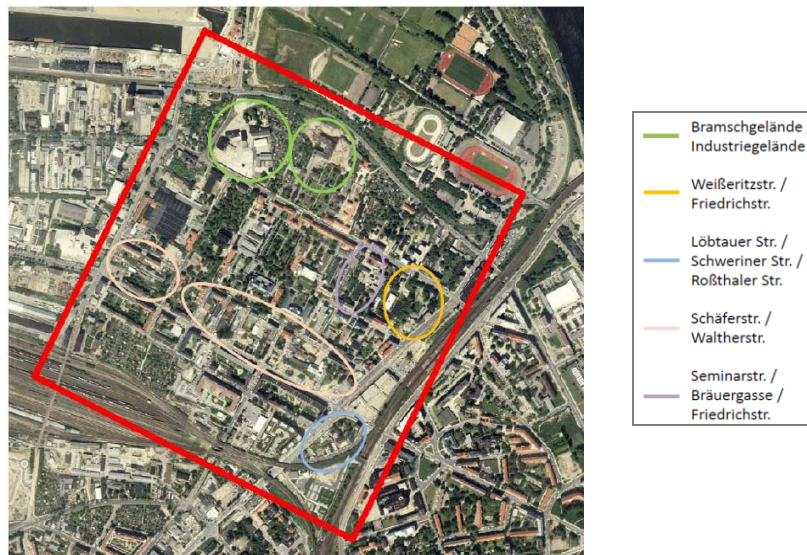 Bramschgelände /
Industriegelände
Weißeritzstr. /
Friedrichstr.
Löbtauer Str. /
Schweriner Str. /
Roßthaler Str.
Schäferstr. /
Waltherstr.
Seminarstr. /
Bräuergasse /
Friedrichstr.